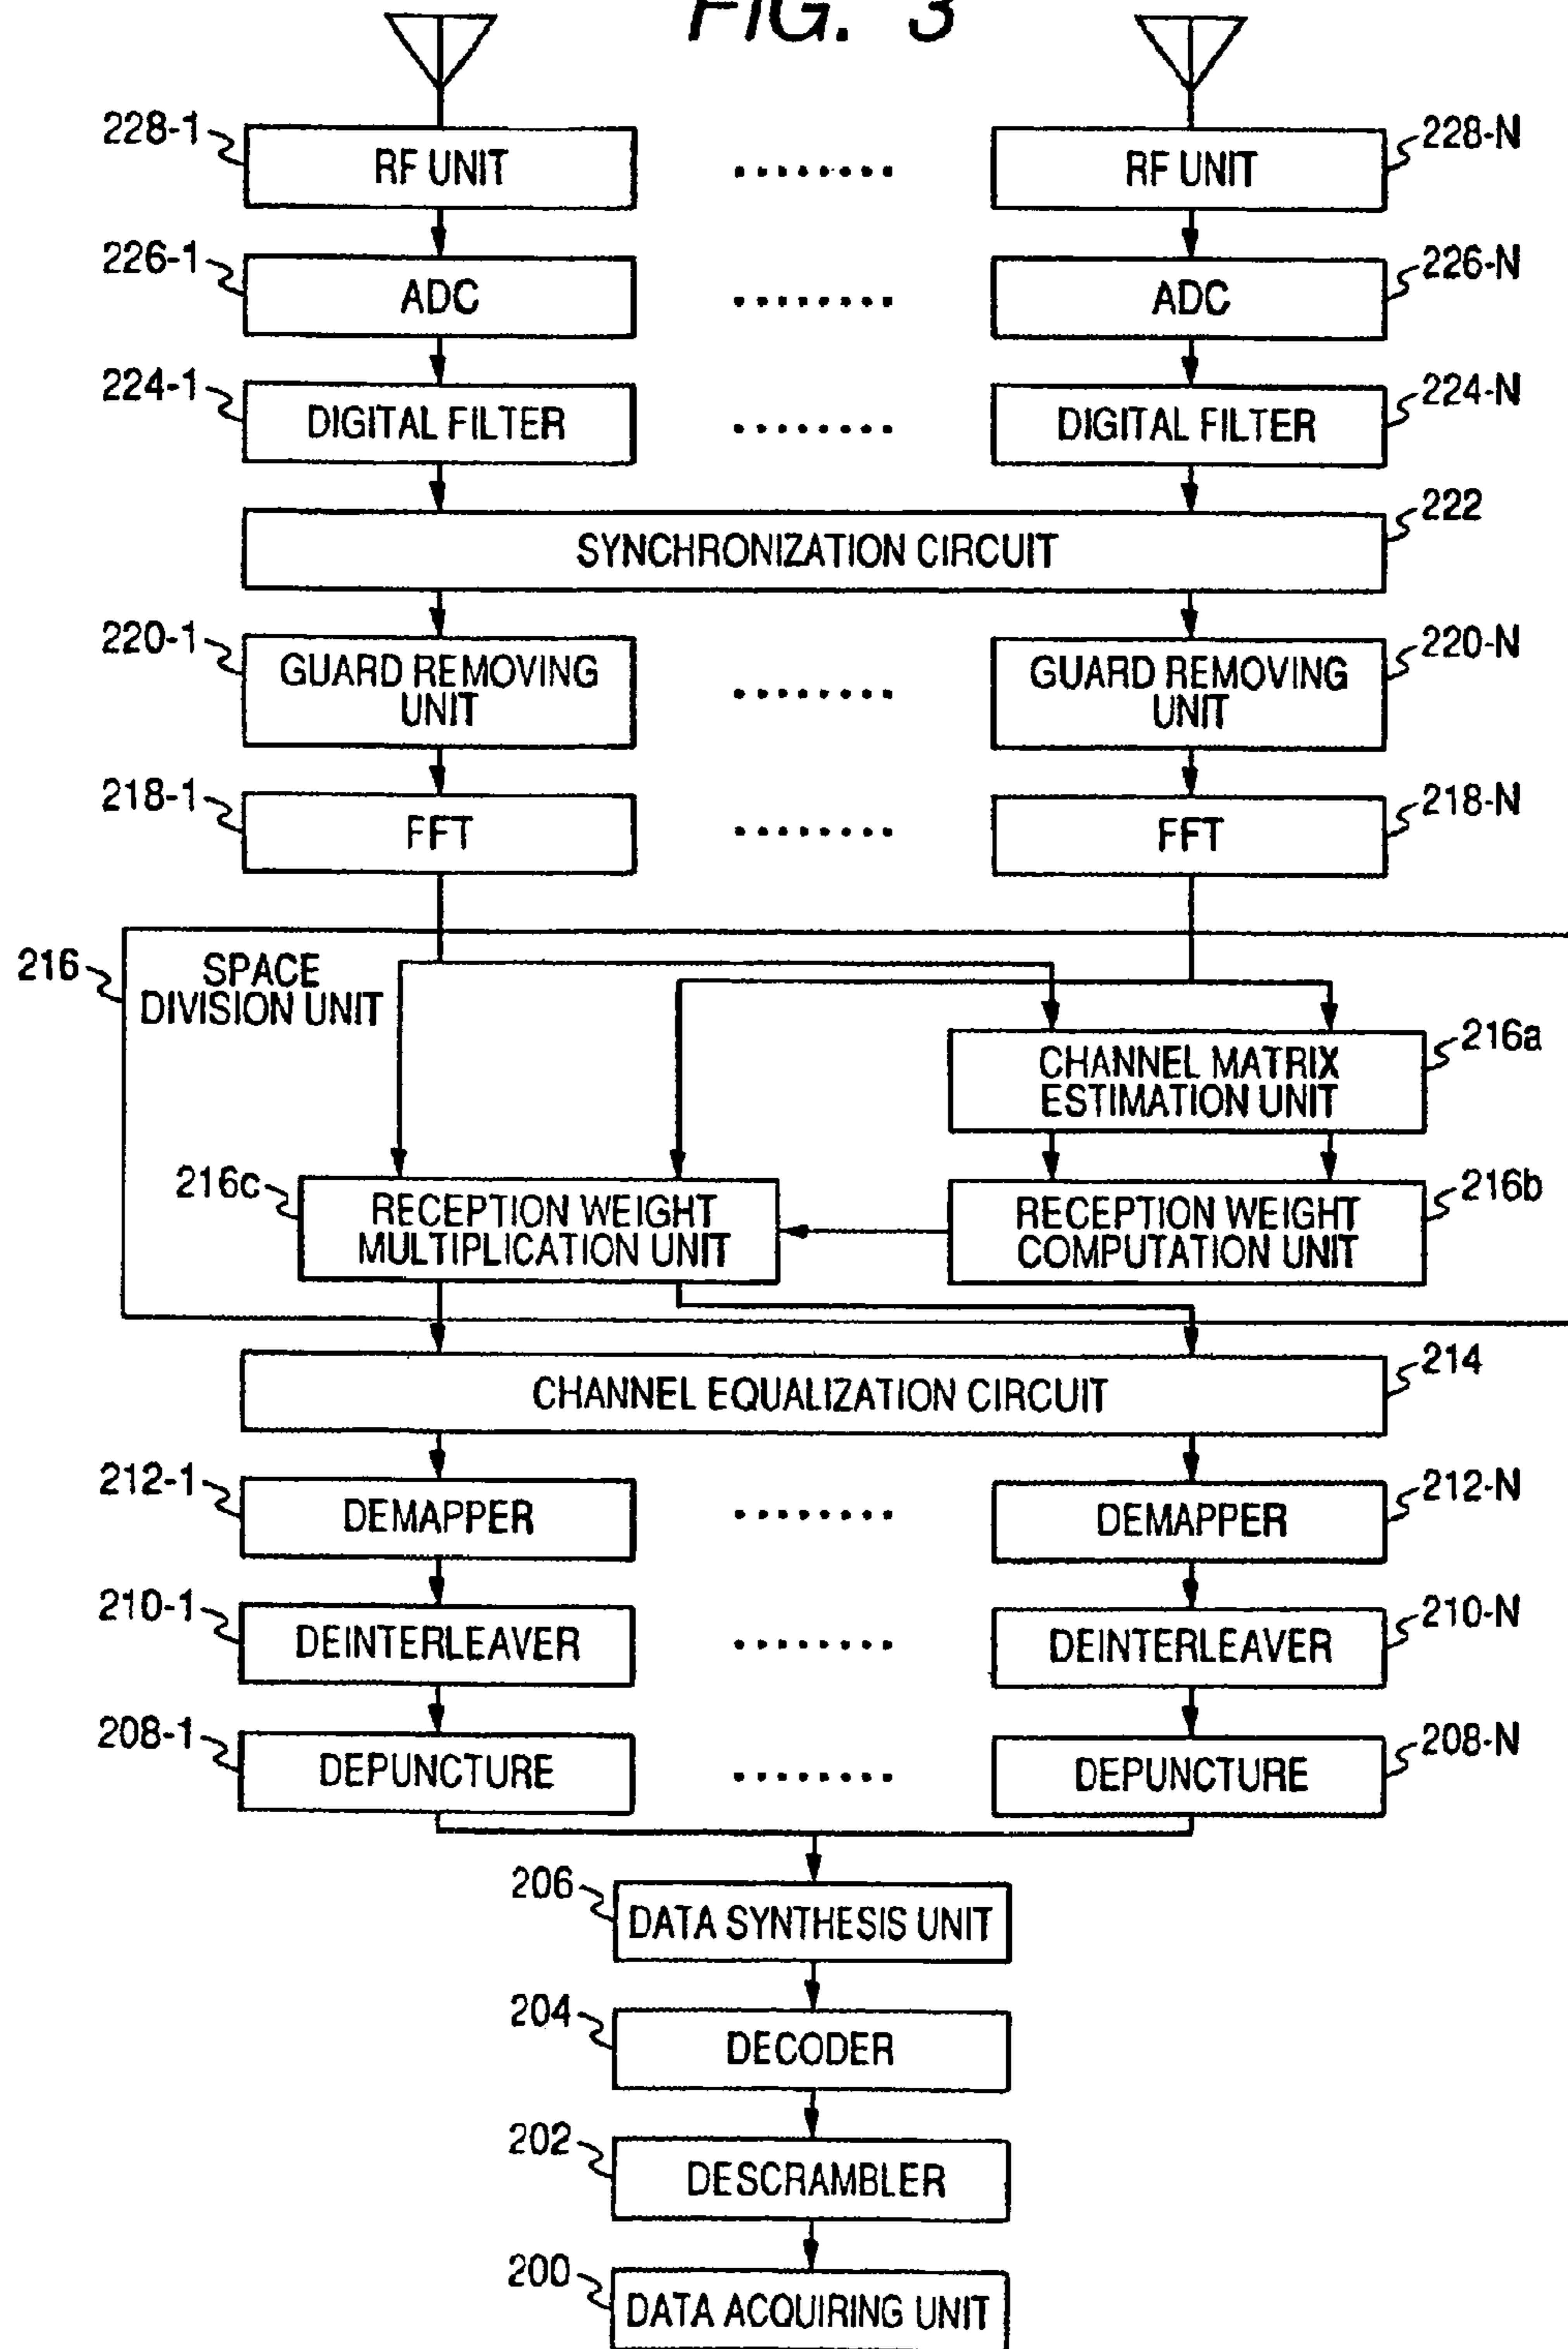 FIG. 3
228-1
RF UNIT
........
RF UNIT
228-N
226-1
ADC
........
ADC
226-N
224-1
DIGITAL FILTER
........
DIGITAL FILTER
224-N
SYNCHRONIZATION CIRCUIT
222
220-1
GUARD REMOVING
UNIT
........
GUARD REMOVING
UNIT
220-N
218-1
FFT
........
FFT
218-N
216
SPACE
DIVISION UNIT
CHANNEL MATRIX
ESTIMATION UNIT
216a
216c
RECEPTION WEIGHT
MULTIPLICATION UNIT
RECEPTION WEIGHT
COMPUTATION UNIT
216b
CHANNEL EQUALIZATION CIRCUIT
214
212-1
DEMAPPER
........
DEMAPPER
212-N
210-1
DEINTERLEAVER
........
DEINTERLEAVER
210-N
208-1
DEPUNCTURE
........
DEPUNCTURE
208-N
206
DATA SYNTHESIS UNIT
204
DECODER
202
DESCRAMBLER
200
DATA ACQUIRING UNIT